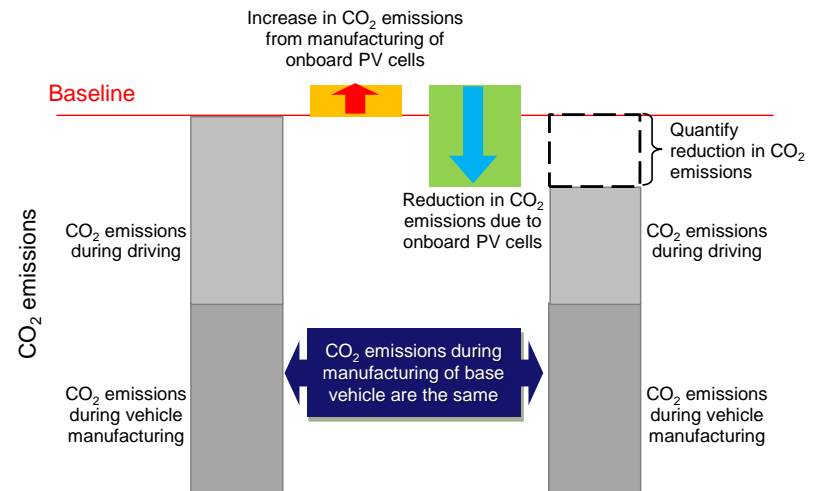 Increase in CO₂ emissions
from manufacturing of
onboard PV cells
Baseline
Quantify
reduction in CO₂
emissions
Reduction in CO₂
emissions due to
onboard PV cells
CO₂ emissions
during driving
CO₂ emissions
during driving
CO₂ emissions
CO₂ emissions during
manufacturing of base
vehicle are the same
CO₂ emissions
during vehicle
manufacturing
CO₂ emissions
during vehicle
manufacturing